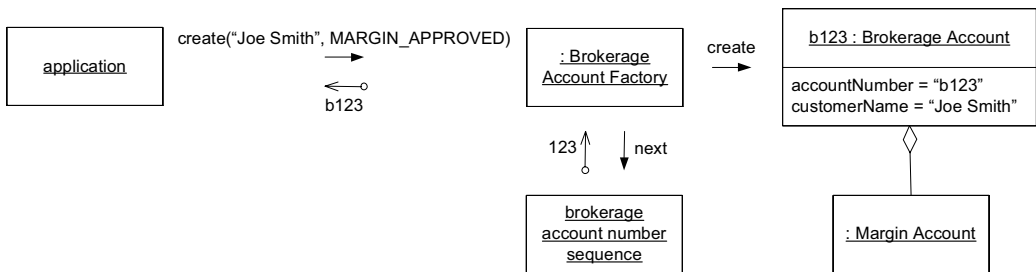 application
create(“Joe Smith”, MARGIN_APPROVED)
b123
: Brokerage
Account Factory
create
b123 : Brokerage Account
accountNumber = “b123”
customerName = “Joe Smith”
123
next
brokerage
account number
sequence
: Margin Account